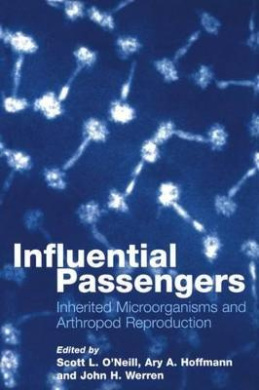 Influential
Passengers
Inherited Microorganisms and
Arthropod Reproduction
Edited by
Scott L. O'Neill, Ary A. Hoffmann,
and John H. Werren